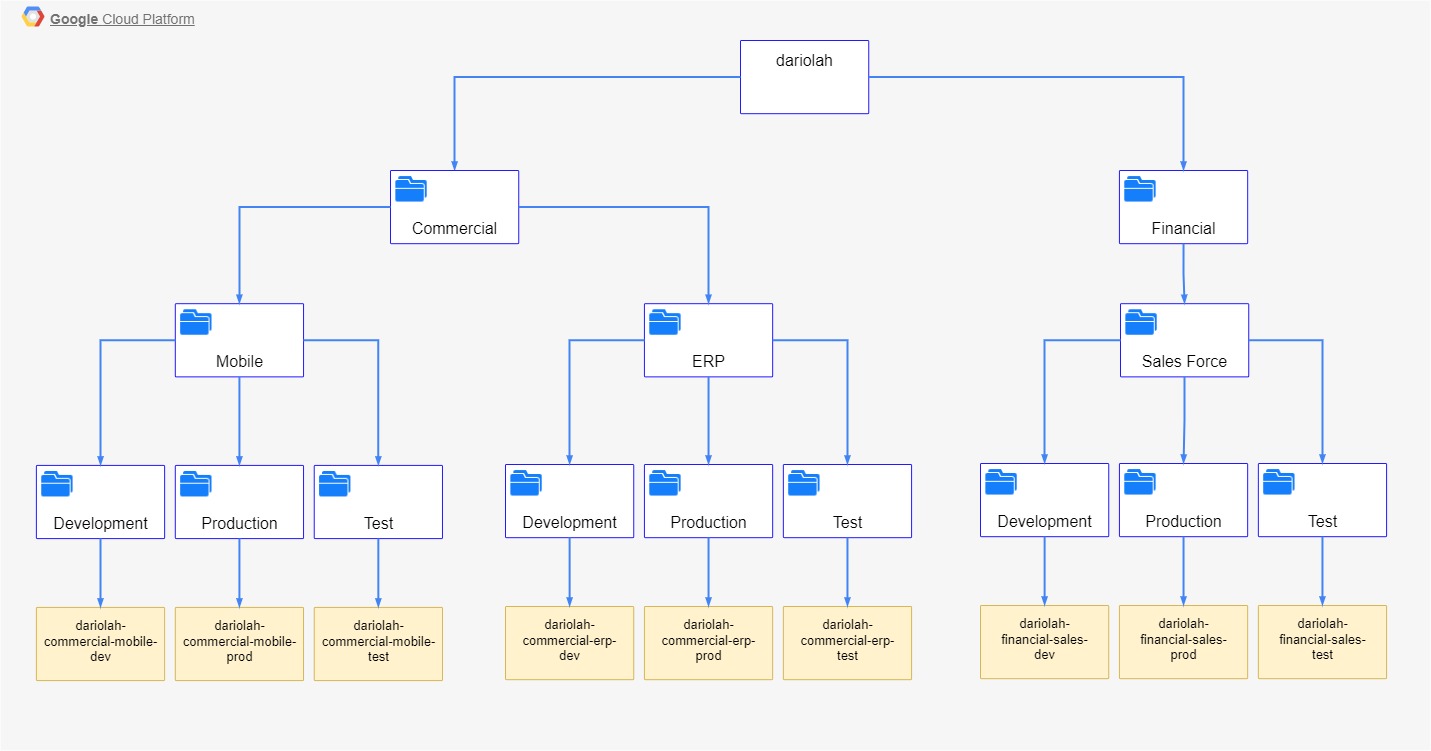 Google Cloud Platform
dariolah
Commercial
Financial
Mobile
ERP
Sales Force
Development
Production
Test
Development
Production
Test
Development
Production
Test
dariolah-
commercial-mobile-
dev
dariolah-
commercial-mobile-
prod
dariolah-
commercial-mobile-
test
dariolah-
commercial-erp-
dev
dariolah-
commercial-erp-
prod
dariolah-
commercial-erp-
test
dariolah-
financial-sales-
dev
dariolah-
financial-sales-
prod
dariolah-
financial-sales-
test